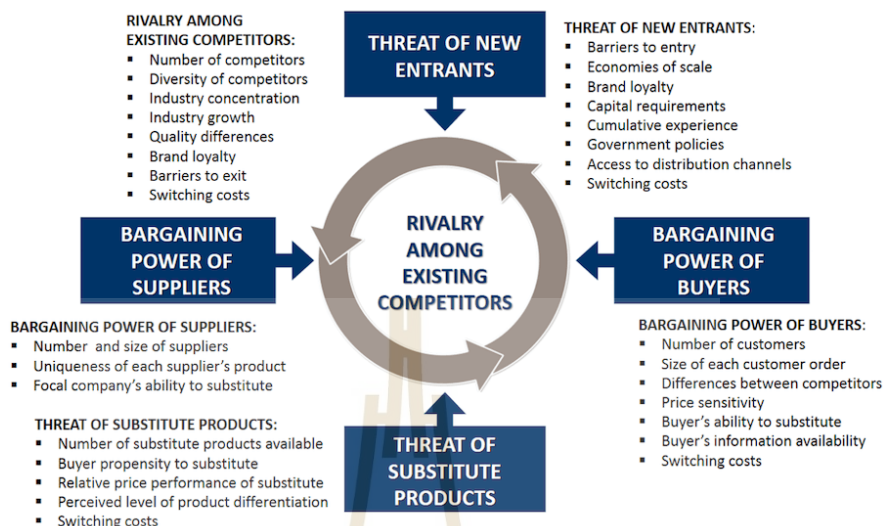 RIVALRY AMONG
EXISTING COMPETITORS:
▪ Number of competitors
▪ Diversity of competitors
▪ Industry concentration
▪ Industry growth
▪ Quality differences
▪ Brand loyalty
▪ Barriers to exit
▪ Switching costs
THREAT OF NEW
ENTRANTS
THREAT OF NEW ENTRANTS:
▪ Barriers to entry
▪ Economies of scale
▪ Brand loyalty
▪ Capital requirements
▪ Cumulative experience
▪ Government policies
▪ Access to distribution channels
▪ Switching costs
BARGAINING
POWER OF
SUPPLIERS
RIVALRY
AMONG
EXISTING
COMPETITORS
BARGAINING
POWER OF
BUYERS
BARGAINING POWER OF SUPPLIERS:
▪ Number and size of suppliers
▪ Uniqueness of each supplier's product
▪ Focal company's ability to substitute
BARGAINING POWER OF BUYERS:
▪ Number of customers
▪ Size of each customer order
▪ Differences between competitors
▪ Price sensitivity
▪ Buyer's ability to substitute
▪ Buyer's information availability
▪ Switching costs
THREAT OF SUBSTITUTE PRODUCTS:
▪ Number of substitute products available
▪ Buyer propensity to substitute
▪ Relative price performance of substitute
▪ Perceived level of product differentiation
▪ Switching costs
THREAT OF
SUBSTITUTE
PRODUCTS